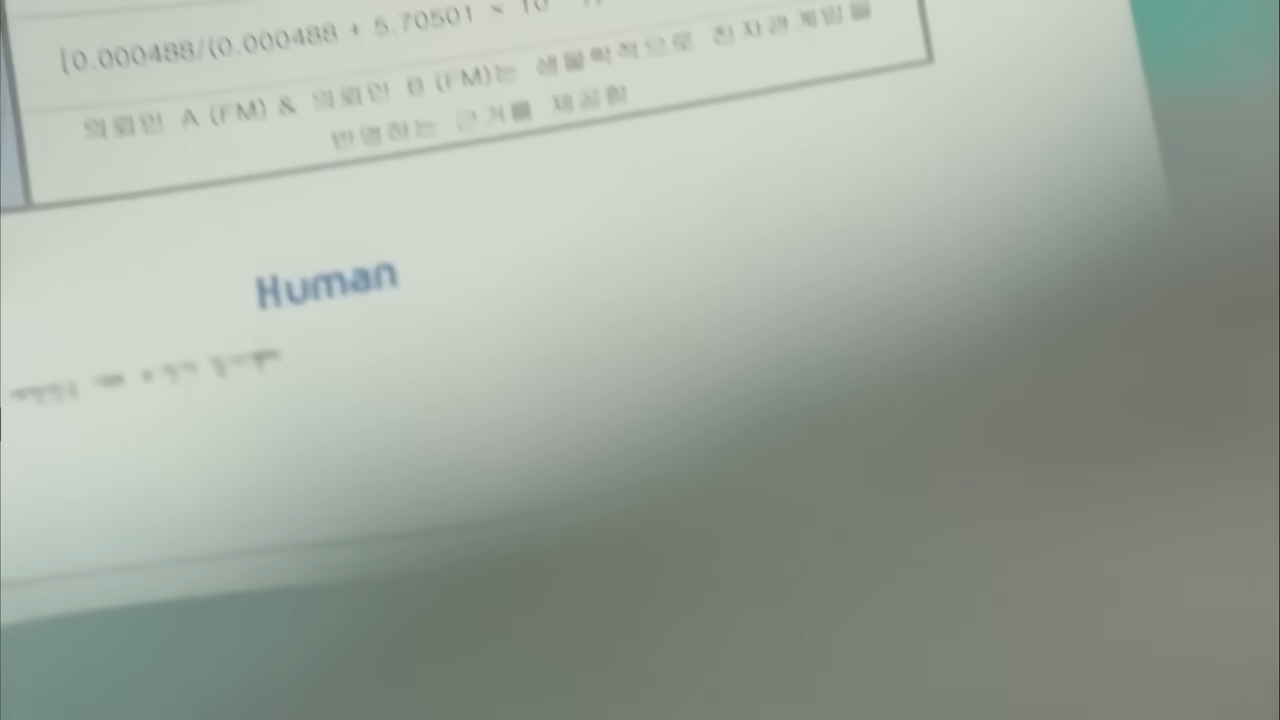 [0.000488/(0.000488 + 5.70501 × 10
의뢰인 A (FM) & 의뢰인 B (FM)는 생물학적으로 친자관계임을
반영하는 근거를 제공함
Human